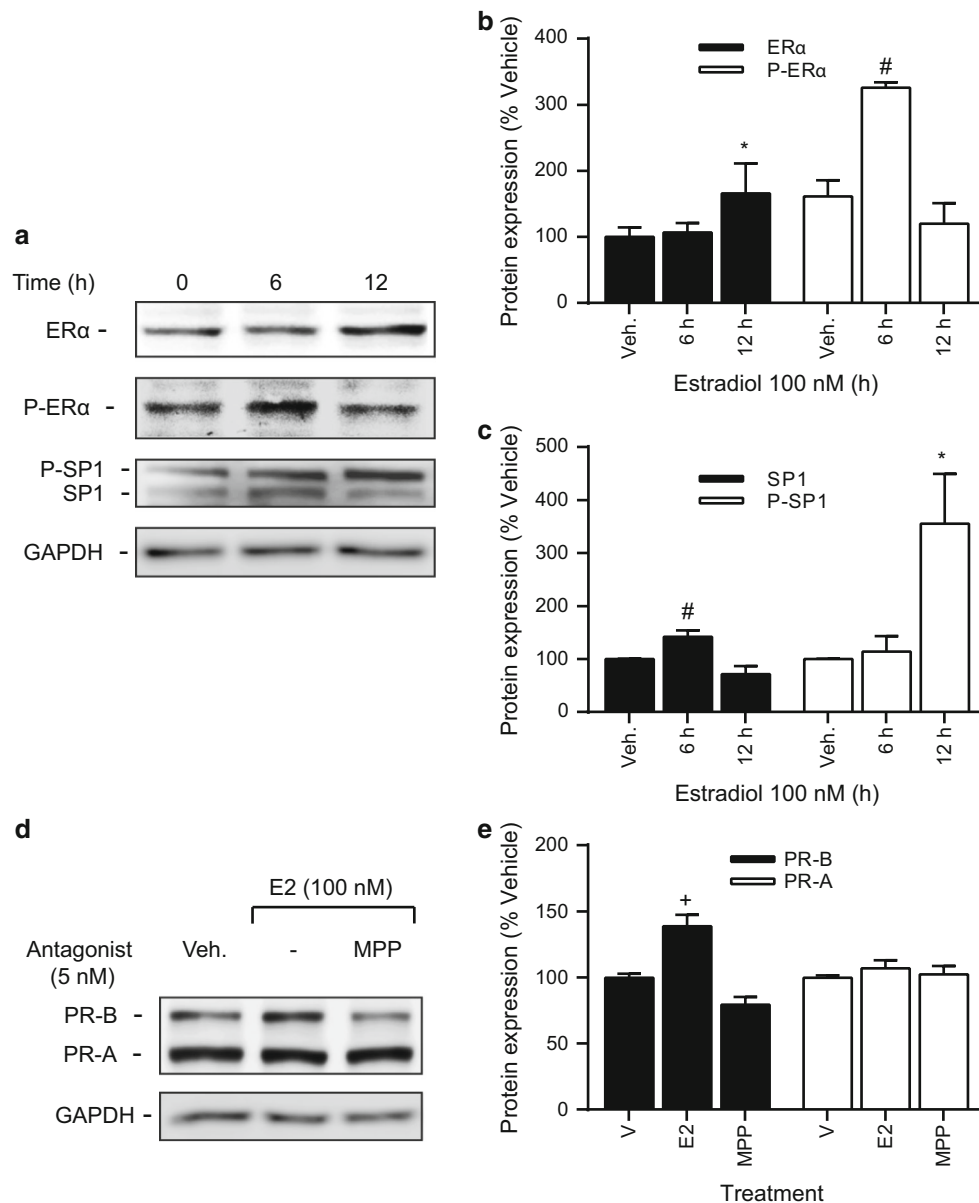 a
Time (h) 0 6 12
ERα -
P-ERα -
P-SP1 -
SP1 -
GAPDH -
b
Protein expression (% Vehicle)
400
300
200
100
0
ERα
P-ERα
*
#
Veh. 6 h 12 h Veh. 6 h 12 h
Estradiol 100 nM (h)
c
Protein expression (% Vehicle)
500
400
300
200
100
0
SP1
P-SP1
#
*
Veh. 6 h 12 h Veh. 6 h 12 h
Estradiol 100 nM (h)
d
E2 (100 nM)
Antagonist Veh. - MPP
(5 nM)
PR-B -
PR-A -
GAPDH -
e
Protein expression (% Vehicle)
200
150
100
50
0
PR-B
PR-A
+
V E2 MPP V E2 MPP
Treatment